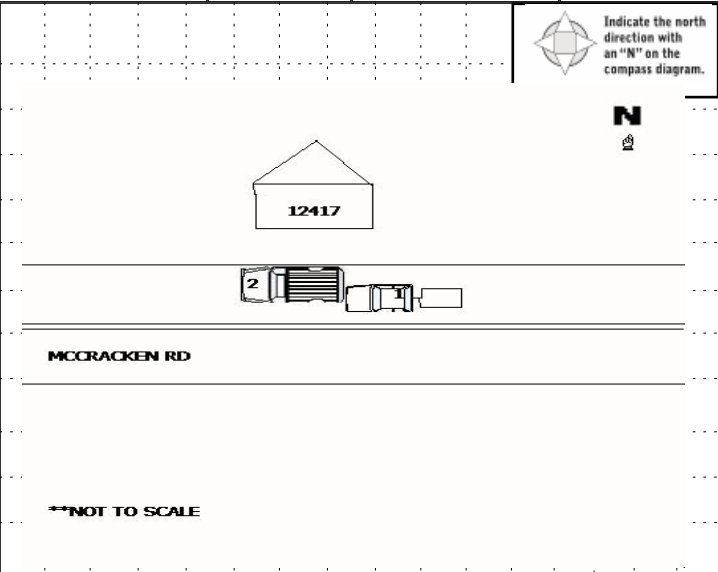 Indicate the north
direction with
an “N” on the
compass diagram.
N
12417
2
1
MCCRACKEN RD
**NOT TO SCALE